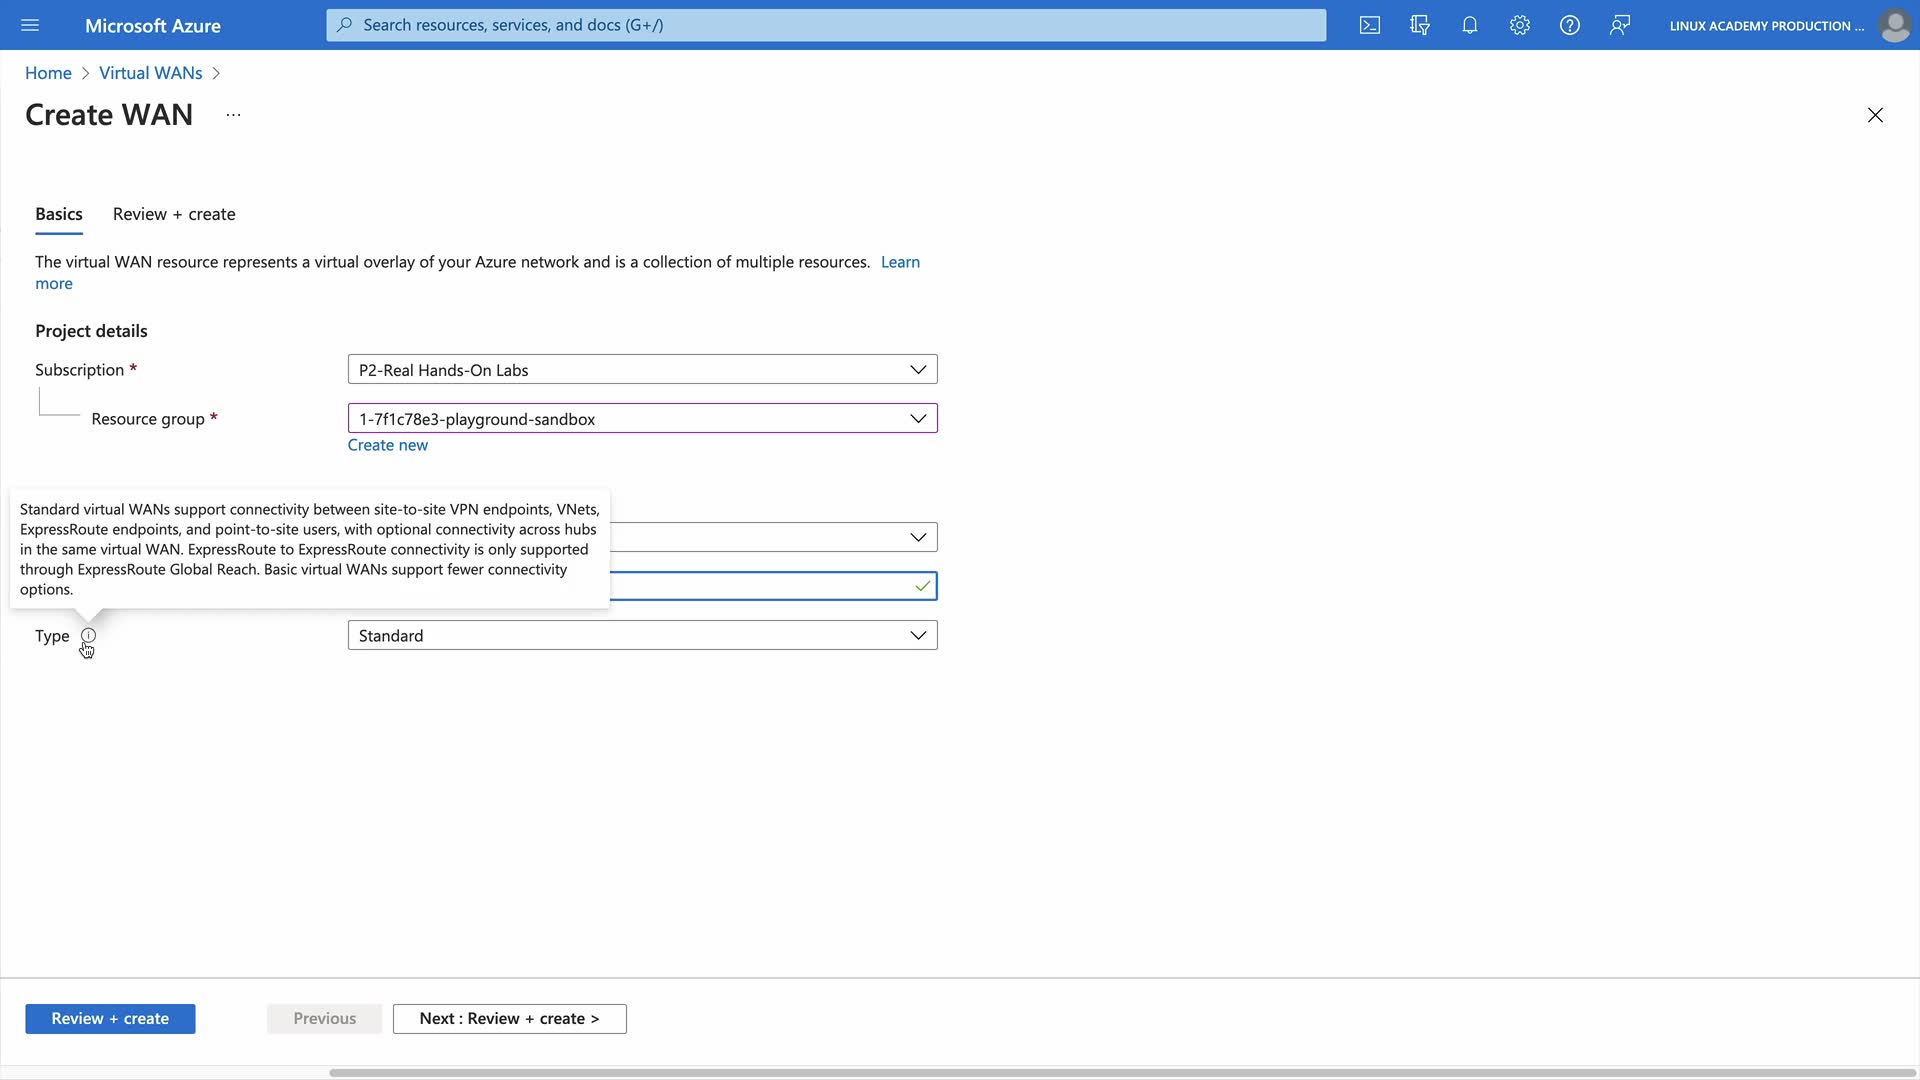 Microsoft Azure
Search resources, services, and docs (G+/)
LINUX ACADEMY PRODUCTION ...
Home > Virtual WANs >
Create WAN ...
Basics Review + create
The virtual WAN resource represents a virtual overlay of your Azure network and is a collection of multiple resources. Learn
more
Project details
Subscription *
P2-Real Hands-On Labs
Resource group *
1-7f1c78e3-playground-sandbox
Create new
Standard virtual WANs support connectivity between site-to-site VPN endpoints, VNets,
ExpressRoute endpoints, and point-to-site users, with optional connectivity across hubs
in the same virtual WAN. ExpressRoute to ExpressRoute connectivity is only supported
through ExpressRoute Global Reach. Basic virtual WANs support fewer connectivity
options.
Type
Standard
Review + create
Previous
Next : Review + create >